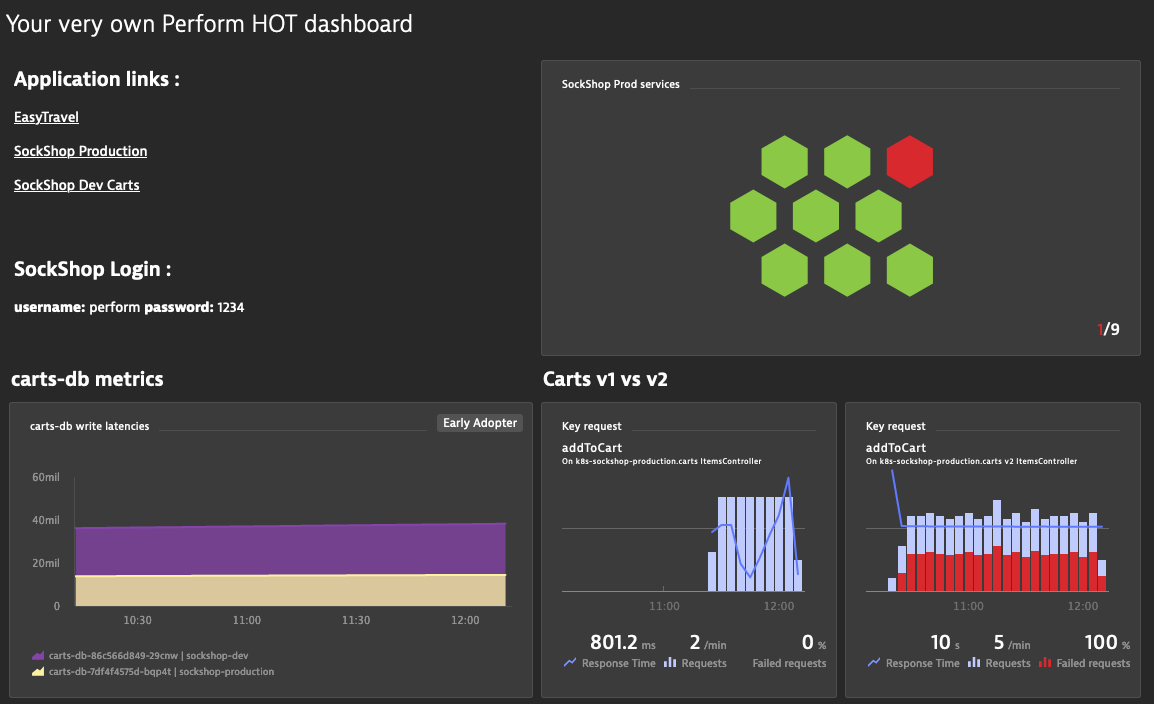 Your very own Perform HOT dashboard
Application links :
EasyTravel
SockShop Production
SockShop Dev Carts
SockShop Login :
username: perform password: 1234
SockShop Prod services
1/9
carts-db metrics
carts-db write latencies
Early Adopter
60mil
40mil
20mil
0
10:30 11:00 11:30 12:00
carts-db-86c566d849-29cnw | sockshop-dev
carts-db-7df4f4575d-bqp4t | sockshop-production
Carts v1 vs v2
Key request
addToCart
On k8s-sockshop-production.carts ItemsController
11:00 12:00
801.2 ms 2 /min 0 %
Response Time Requests Failed requests
Key request
addToCart
On k8s-sockshop-production.carts v2 ItemsController
11:00 12:00
10 s 5 /min 100 %
Response Time Requests Failed requests